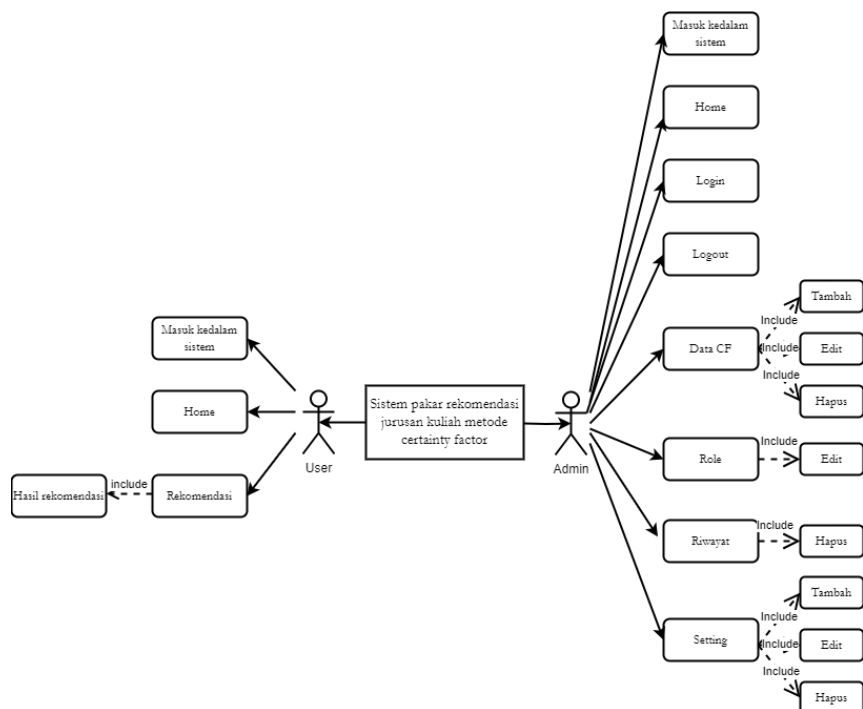 Masuk kedalam
sistem
Home
Login
Logout
Tambah
Include
Data CF
Include
Edit
Include
Hapus
Masuk kedalam
sistem
Home
Sistem pakar rekomendasi
jurusan kuliah metode
certainty factor
User
Admin
Role
Include
Edit
Hasil rekomendasi
include
Rekomendasi
Riwayat
Include
Hapus
Tambah
Include
Setting
Include
Edit
Include
Hapus